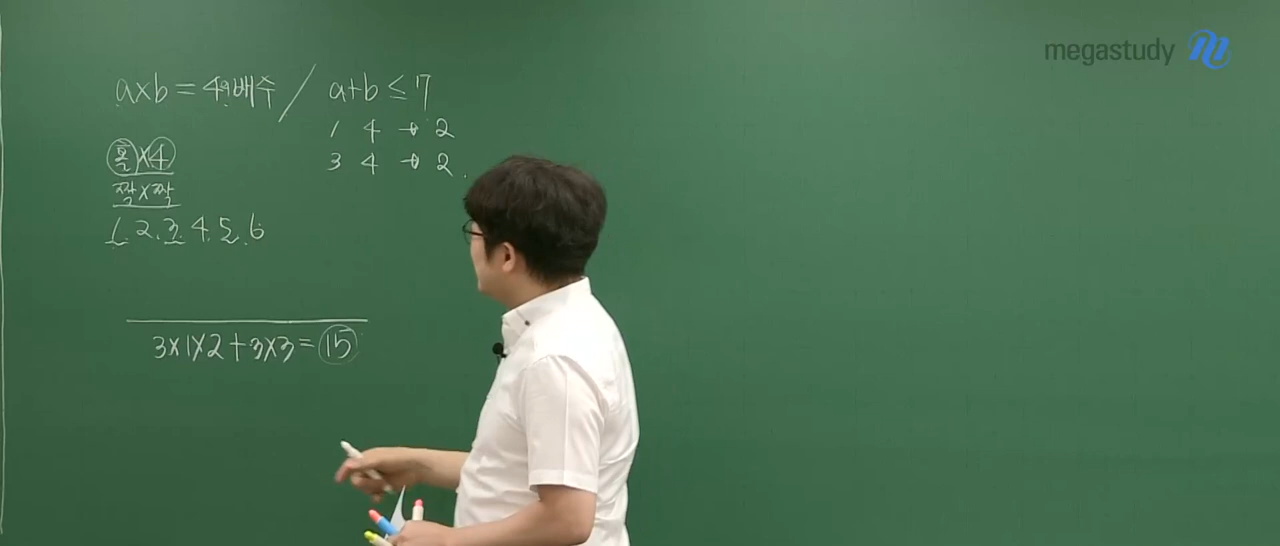 megastudy
a×b = 4의배수 / a+b ≤ 7
1 4 → 2
3 4 → 2
홀×4
짝×짝
1, 2, 3, 4, 5, 6
3×1×2+3×3=15